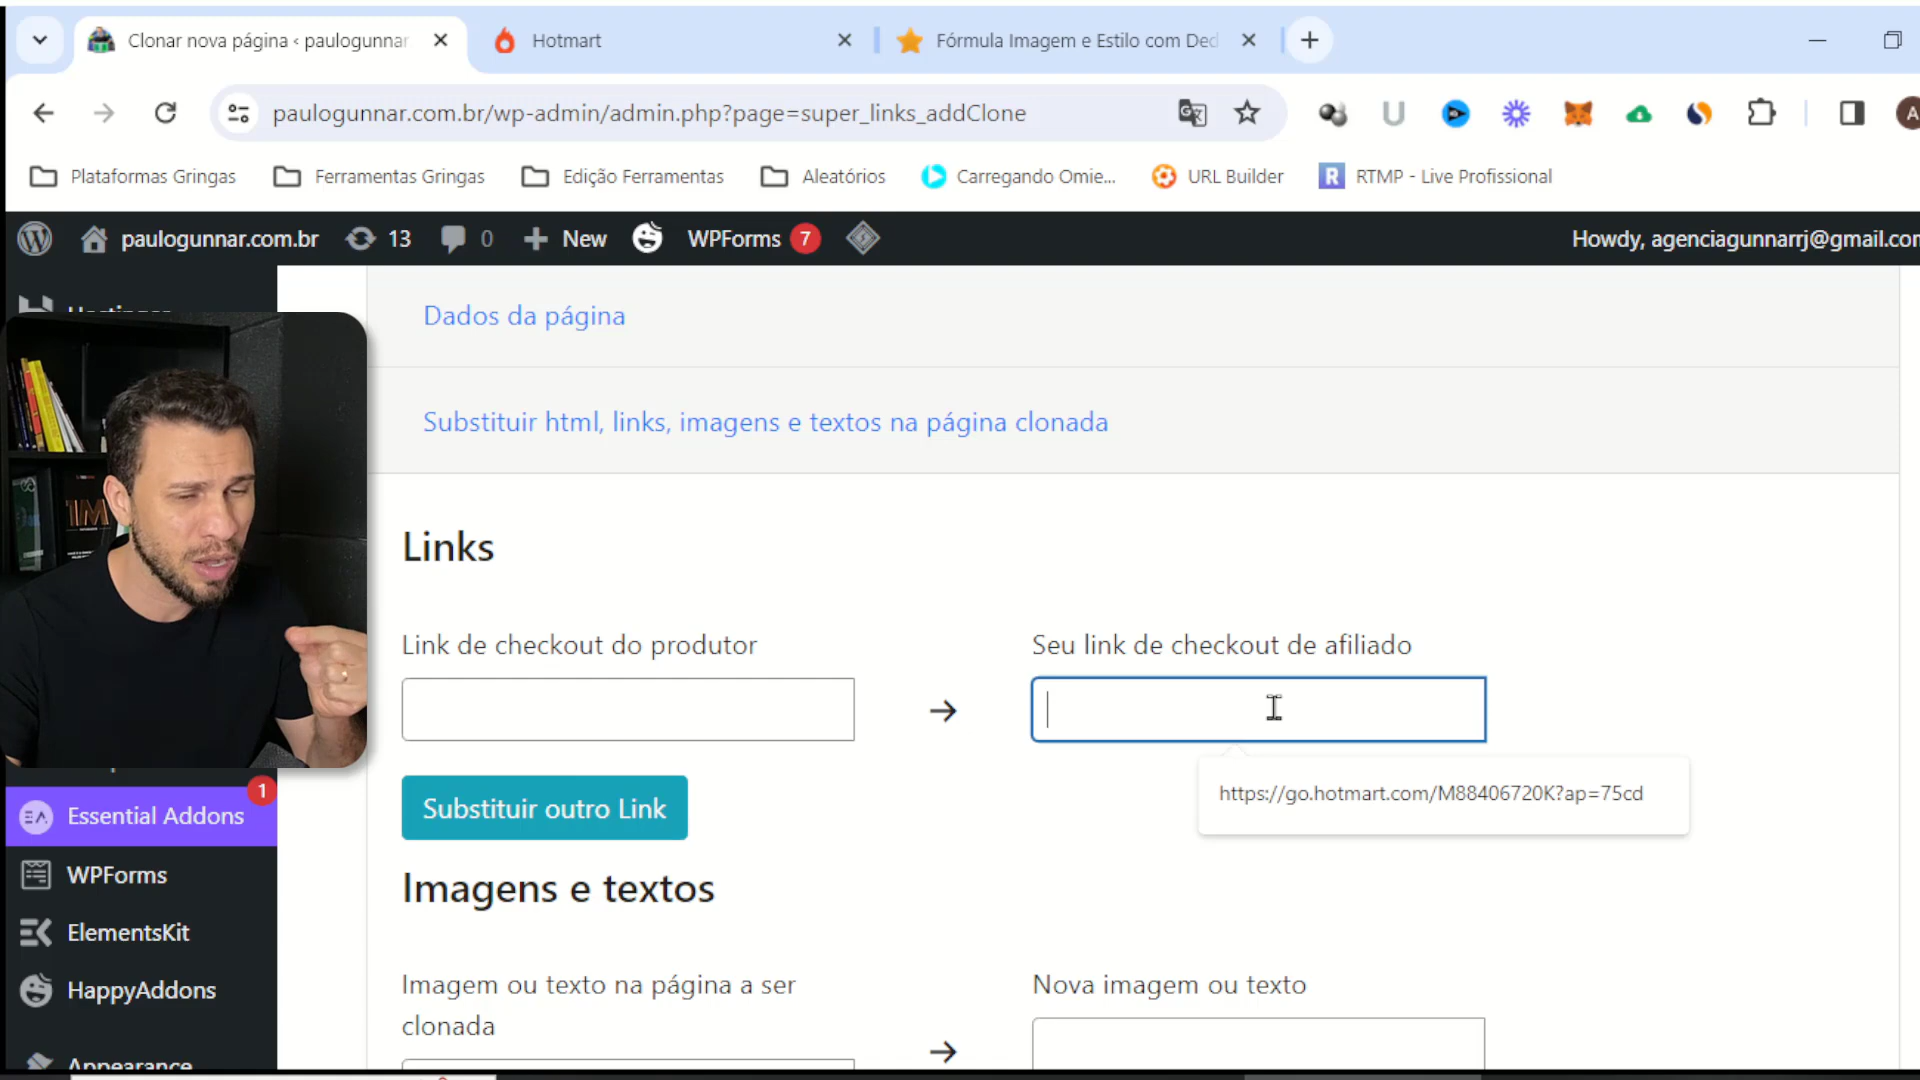 Clonar nova página ‹ paulogunnar.
Hotmart
Fórmula Imagem e Estilo com Ded
paulogunnar.com.br/wp-admin/admin.php?page=super_links_addClone
A
Plataformas Gringas
Ferramentas Gringas
Edição Ferramentas
Aleatórios
Carregando Omie...
URL Builder
RTMP - Live Profissional
paulogunnar.com.br
13
0
New
WPForms 7
Howdy, agenciagunnarrj@gmail.com
Dados da página
Substituir html, links, imagens e textos na página clonada
Links
Link de checkout do produtor
Seu link de checkout de afiliado
https://go.hotmart.com/M88406720K?ap=75cd
Substituir outro Link
Imagens e textos
Imagem ou texto na página a ser
clonada
Nova imagem ou texto
1M
Essential Addons
1
WPForms
ElementsKit
HappyAddons
Appearance